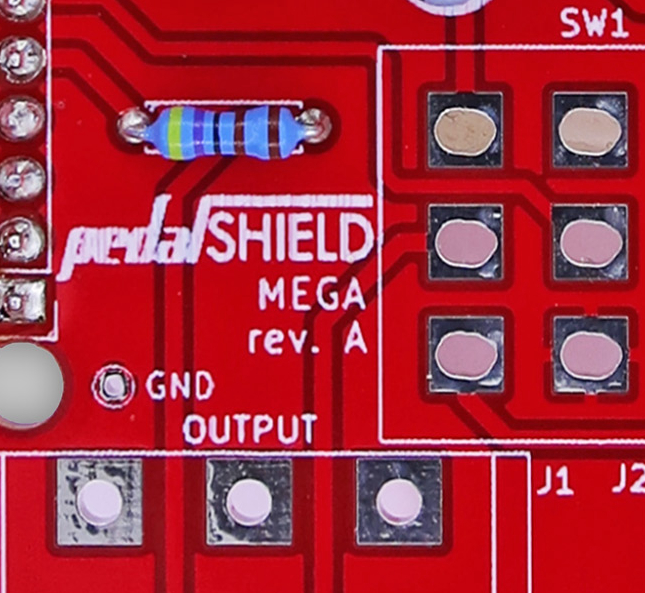 SW1
pedalSHIELD
MEGA
rev. A
GND
OUTPUT
J1 J2